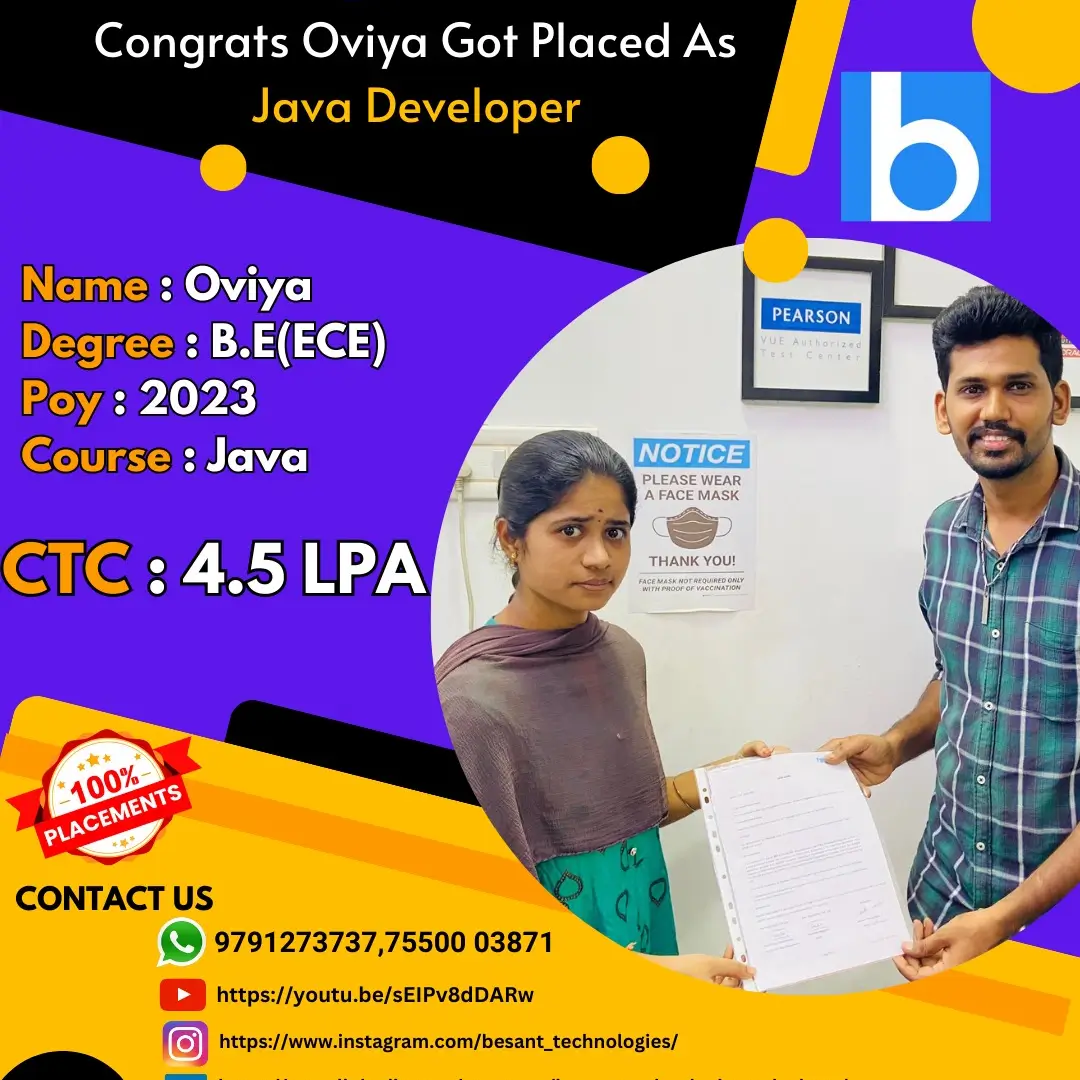 Congrats Oviya Got Placed As
Java Developer
b
Name : Oviya
Degree : B.E(ECE)
Poy : 2023
Course : Java
CTC : 4.5 LPA
PEARSON
VUE Authorized
Test Center
NOTICE
PLEASE WEAR
A FACE MASK
THANK YOU!
FACE MASK NOT REQUIRED ONLY
WITH PROOF OF VACCINATION
100%
PLACEMENTS
CONTACT US
9791273737,75500 03871
https://youtu.be/sEIPv8dDARw
https://www.instagram.com/besant_technologies/